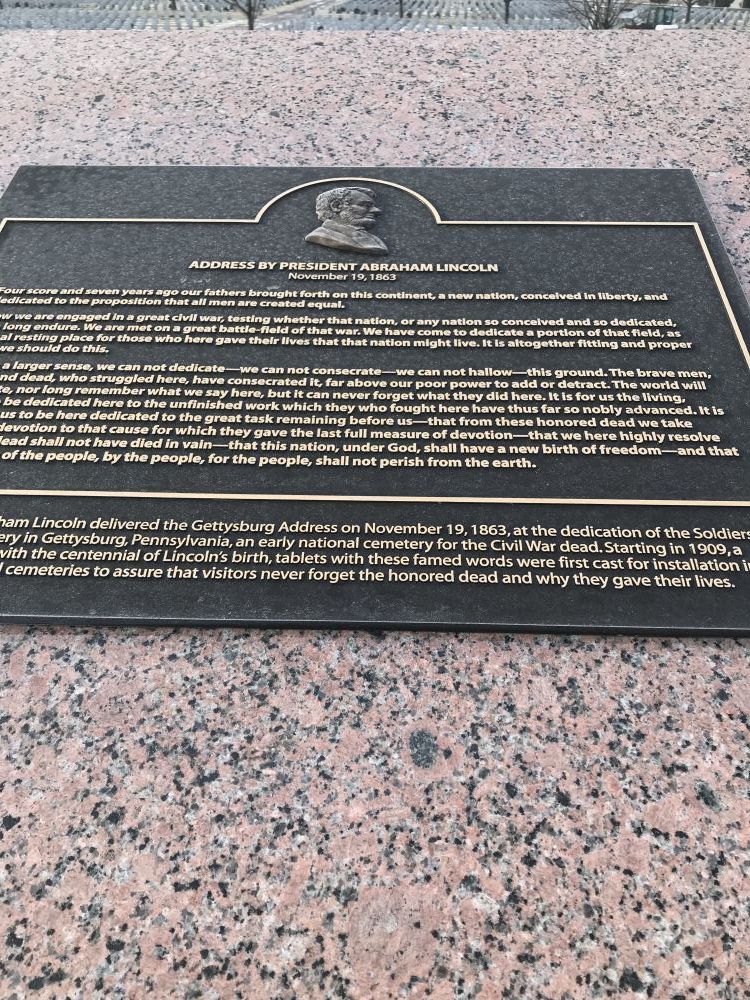 ADDRESS BY PRESIDENT ABRAHAM LINCOLN
November 19, 1863
Four score and seven years ago our fathers brought forth on this continent, a new nation, conceived in liberty, and
dedicated to the proposition that all men are created equal.
ow we are engaged in a great civil war, testing whether that nation, or any nation so conceived and so dedicated,
long endure. We are met on a great battle-field of that war. We have come to dedicate a portion of that field, as
al resting place for those who here gave their lives that that nation might live. It is altogether fitting and proper
we should do this.
a larger sense, we can not dedicate—we can not consecrate—we can not hallow—this ground. The brave men,
nd dead, who struggled here, have consecrated it, far above our poor power to add or detract. The world will
te, nor long remember what we say here, but it can never forget what they did here. It is for us the living,
be dedicated here to the unfinished work which they who fought here have thus far so nobly advanced. It is
us to be here dedicated to the great task remaining before us—that from these honored dead we take
devotion to that cause for which they gave the last full measure of devotion—that we here highly resolve
dead shall not have died in vain—that this nation, under God, shall have a new birth of freedom—and that
of the people, by the people, for the people, shall not perish from the earth.
ham Lincoln delivered the Gettysburg Address on November 19, 1863, at the dedication of the Soldiers
ery in Gettysburg, Pennsylvania, an early national cemetery for the Civil War dead. Starting in 1909, a
with the centennial of Lincoln's birth, tablets with these famed words were first cast for installation i
l cemeteries to assure that visitors never forget the honored dead and why they gave their lives.